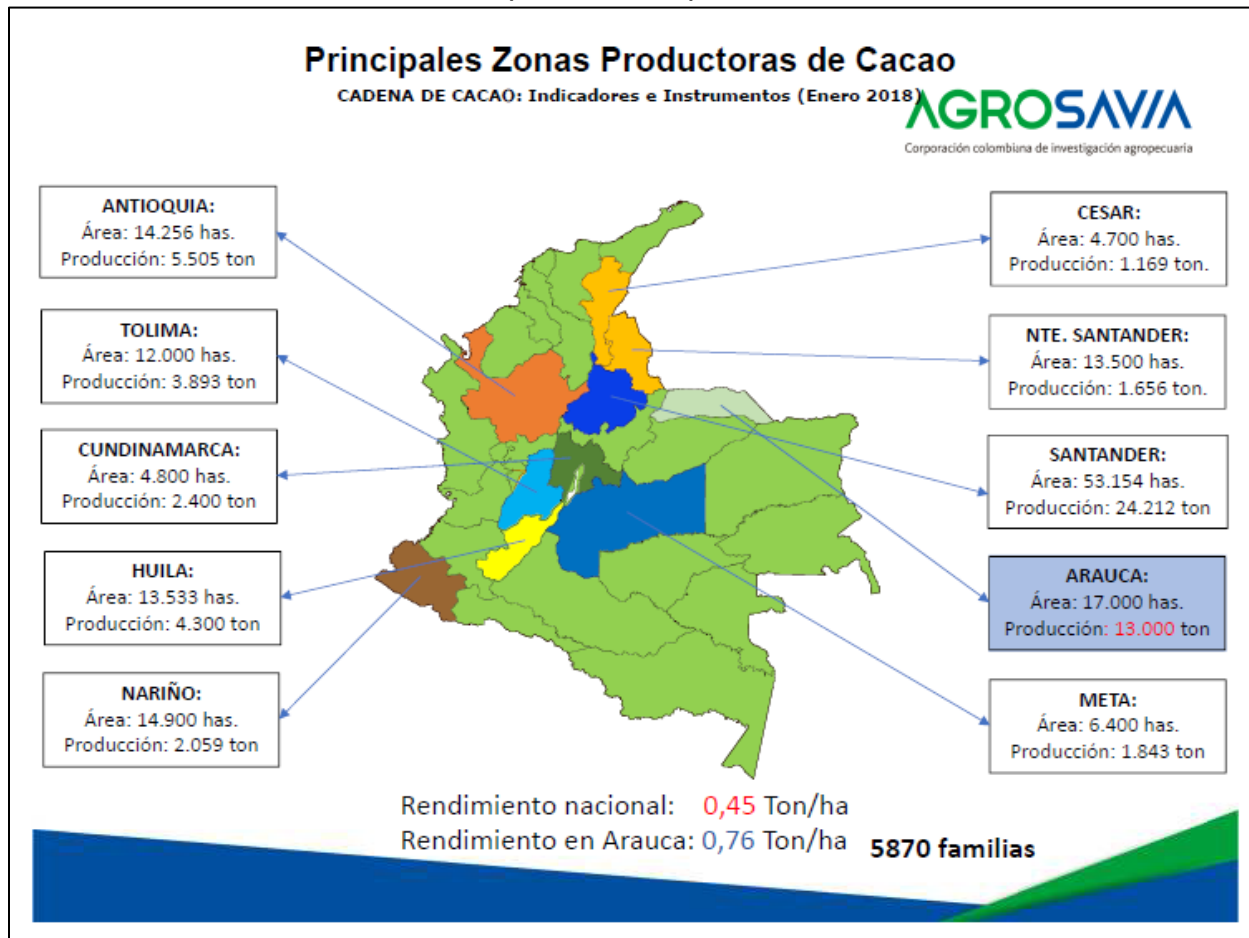 Principales Zonas Productoras de Cacao
CADENA DE CACAO: Indicadores e Instrumentos (Enero 2018)
AGROSAVIA
Corporación colombiana de investigación agropecuaria
ANTIOQUIA:
Área: 14.256 has.
Producción: 5.505 ton
TOLIMA:
Área: 12.000 has.
Producción: 3.893 ton
CUNDINAMARCA:
Área: 4.800 has.
Producción: 2.400 ton
HUILA:
Área: 13.533 has.
Producción: 4.300 ton
NARIÑO:
Área: 14.900 has.
Producción: 2.059 ton
CESAR:
Área: 4.700 has.
Producción: 1.169 ton.
NTE. SANTANDER:
Área: 13.500 has.
Producción: 1.656 ton.
SANTANDER:
Área: 53.154 has.
Producción: 24.212 ton
ARAUCA:
Área: 17.000 has.
Producción: 13.000 ton
META:
Área: 6.400 has.
Producción: 1.843 ton
Rendimiento nacional: 0,45 Ton/ha
Rendimiento en Arauca: 0,76 Ton/ha
5870 familias